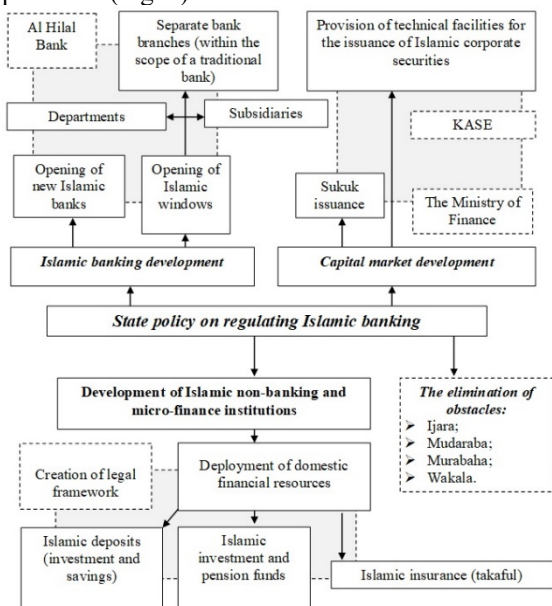 Al Hilal
Bank
Separate bank
branches (within the
scope of a traditional
bank)
Provision of technical facilities for
the issuance of Islamic corporate
securities
Departments
Subsidiaries
KASE
Opening of
new Islamic
banks
Opening of
Islamic
windows
Sukuk
issuance
The Ministry of
Finance
Islamic banking development
Capital market development
State policy on regulating Islamic banking
Development of Islamic non-banking and
micro-finance institutions
The elimination of
obstacles:
➢ Ijara;
➢ Mudaraba;
➢ Murabaha;
➢ Wakala.
Creation of legal
framework
Deployment of domestic
financial resources
Islamic deposits
(investment and
savings)
Islamic
investment and
pension funds
Islamic insurance (takaful)